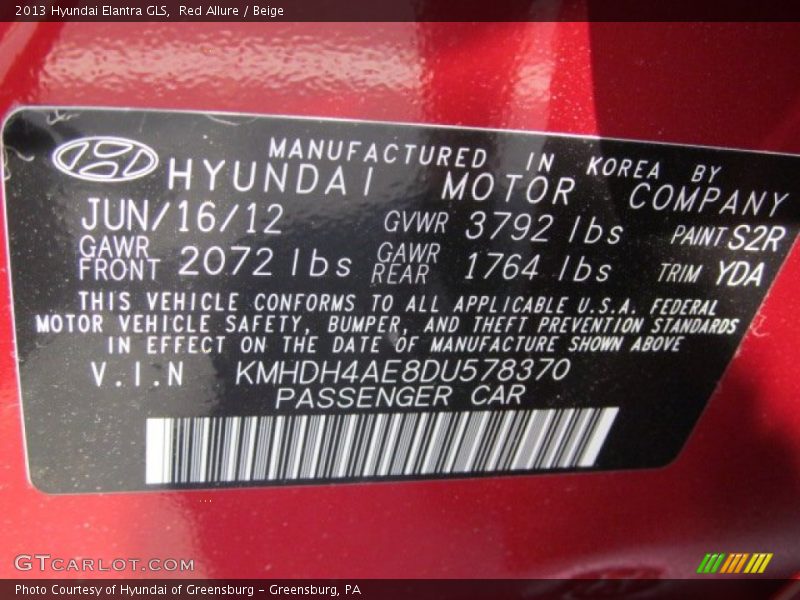 2013 Hyundai Elantra GLS, Red Allure / Beige
MANUFACTURED IN KOREA BY
HYUNDAI MOTOR COMPANY
JUN/16/12 GVWR 3792 lbs PAINT S2R
GAWR FRONT 2072 lbs GAWR REAR 1764 lbs TRIM YDA
THIS VEHICLE CONFORMS TO ALL APPLICABLE U.S.A. FEDERAL
MOTOR VEHICLE SAFETY, BUMPER, AND THEFT PREVENTION STANDARDS
IN EFFECT ON THE DATE OF MANUFACTURE SHOWN ABOVE
V.I.N KMHDH4AE8DU578370
PASSENGER CAR
GTCARLOT.COM
Photo Courtesy of Hyundai of Greensburg - Greensburg, PA